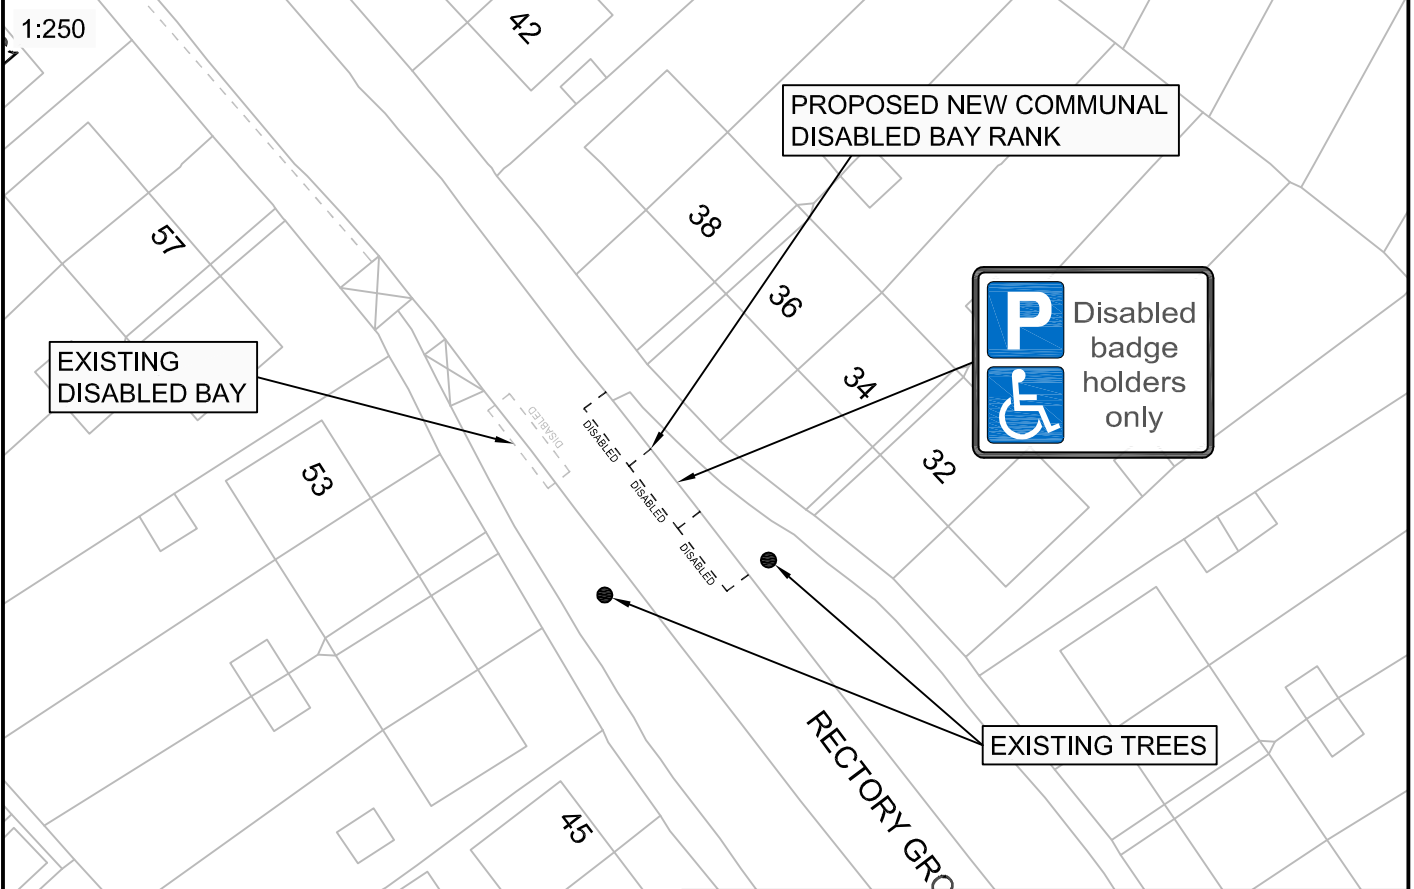 1:250
42
PROPOSED NEW COMMUNAL
DISABLED BAY RANK
38
57
36
P
Disabled
badge
holders
only
EXISTING
DISABLED BAY
34
DISABLED
DISABLED
32
53
DISABLED
DISABLED
EXISTING TREES
RECTORY GRO
45